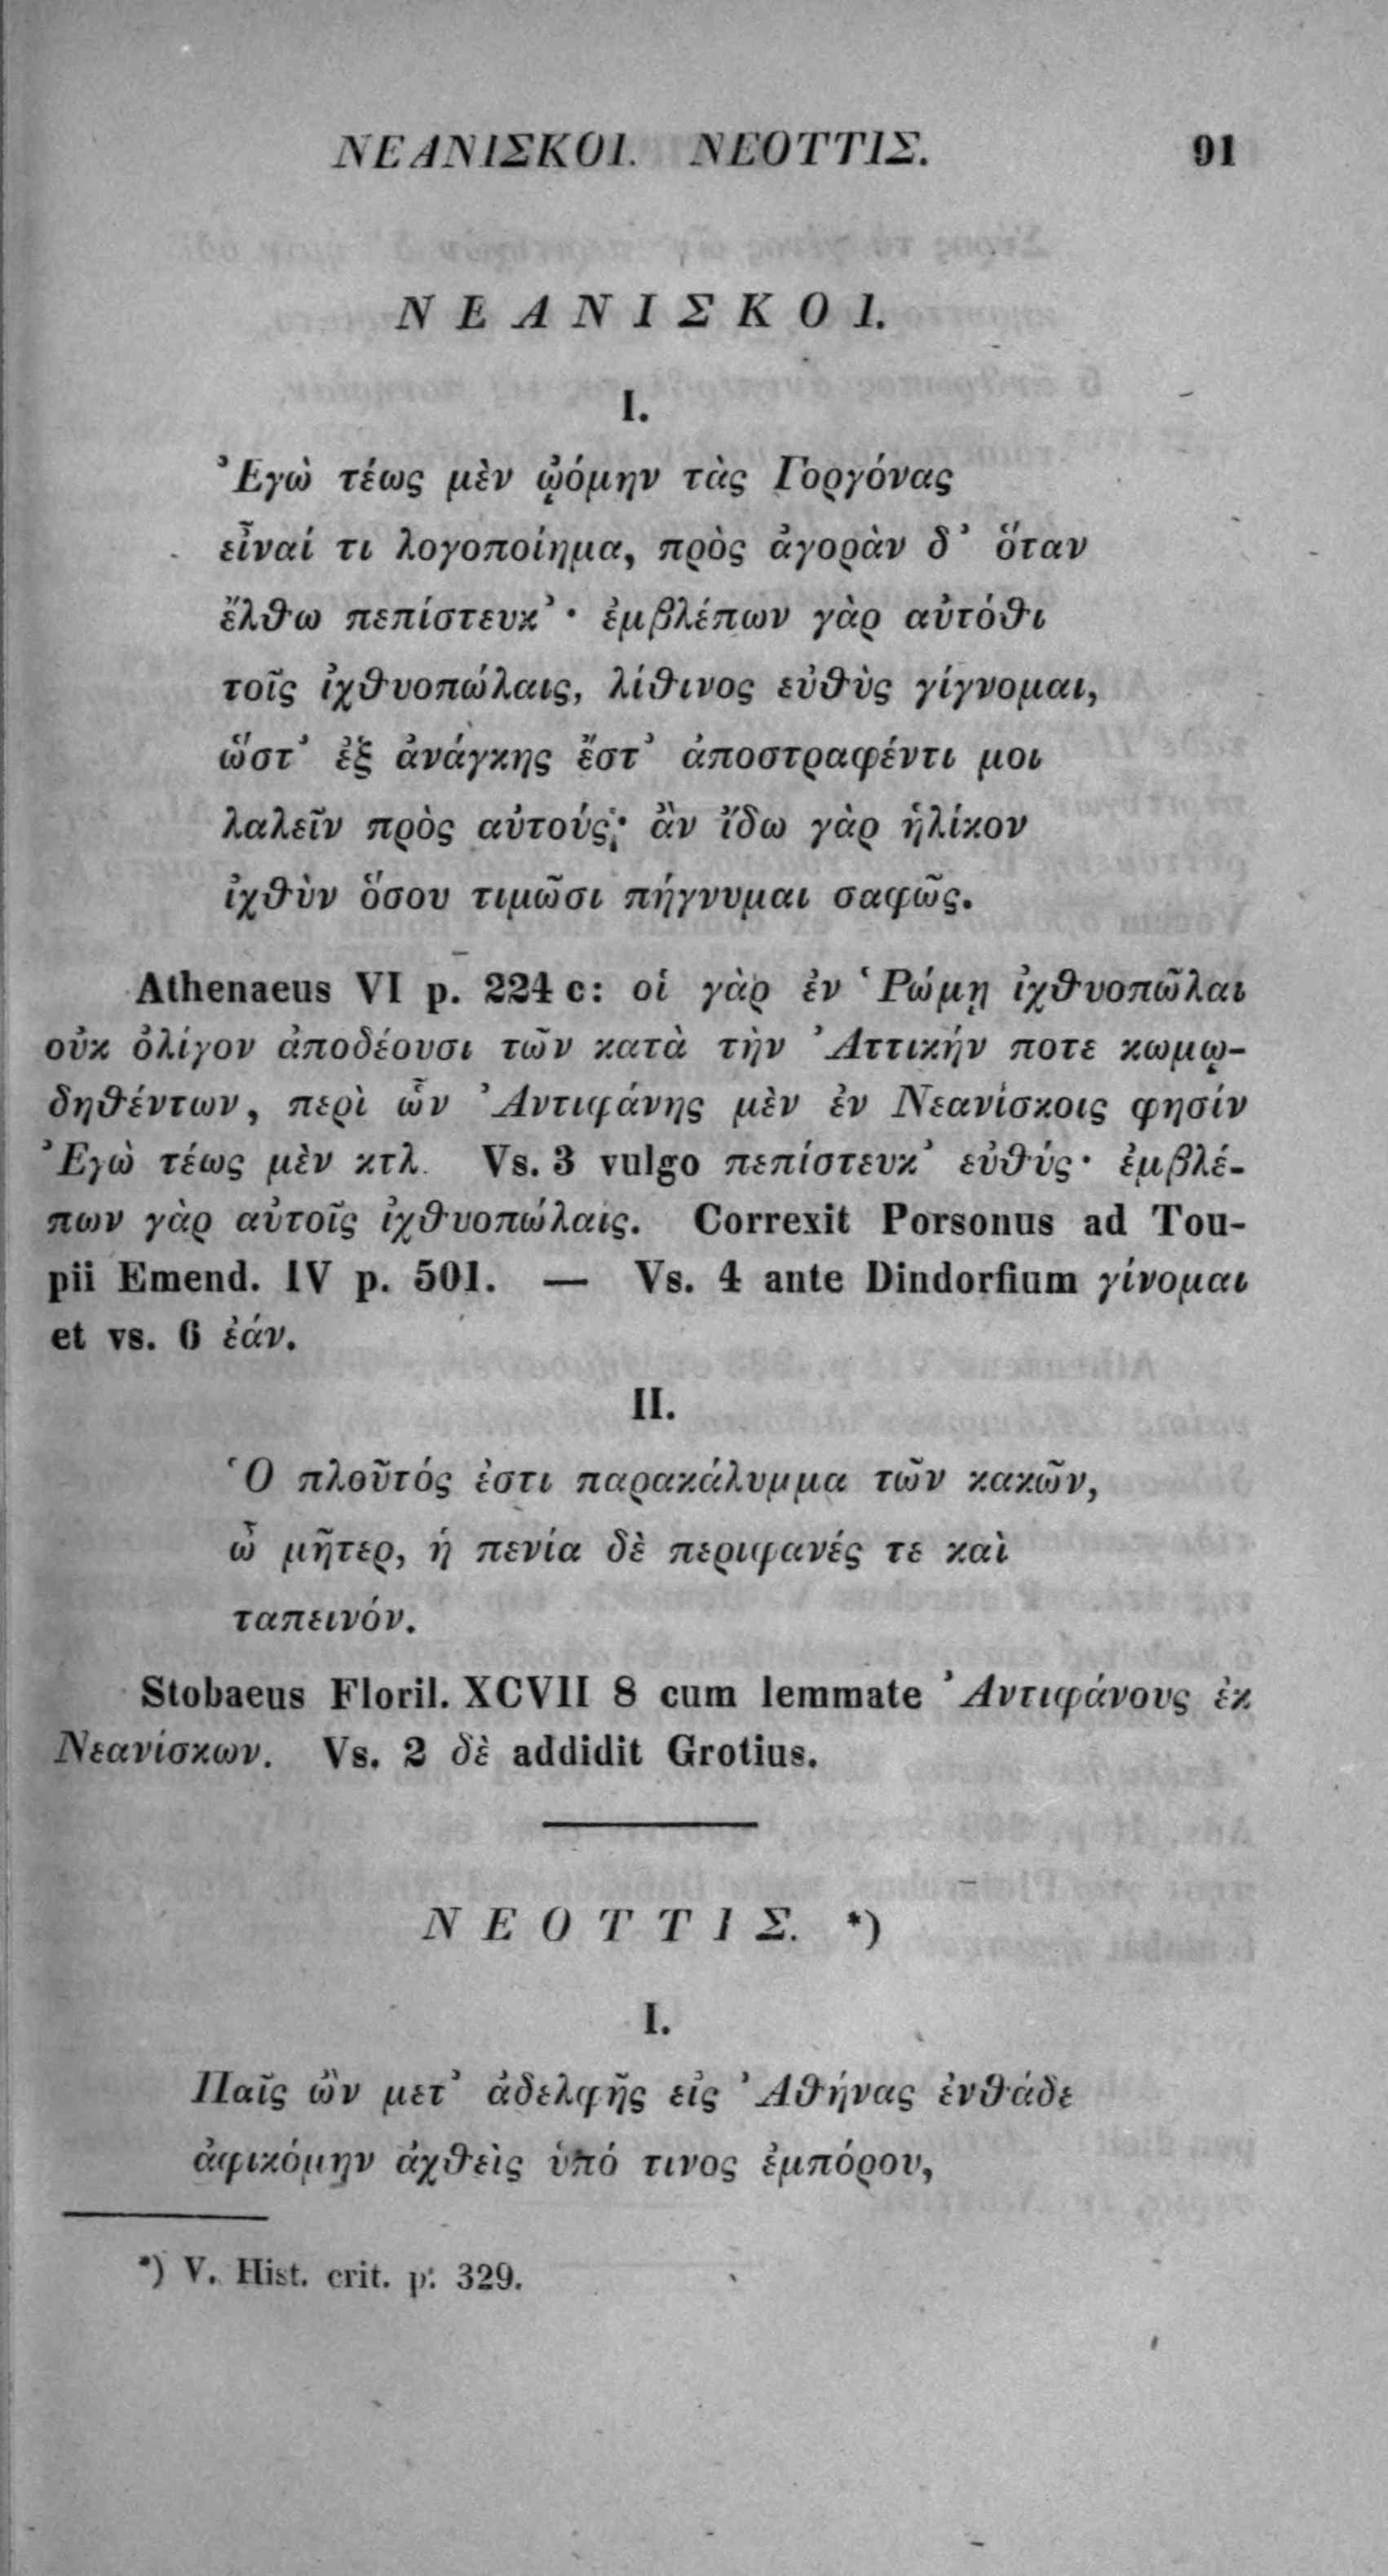 ΝΕΑΝΙΣΚΟΙ. ΝΕΟΤΤΙΣ. 91
ΝΕΑΝΙΣΚΟΙ.
I.
Ἐγὼ τέως μὲν ᾠόμην τὰς Γοργόνας
εἶναί τι λογοποίημα, πρὸς ἀγορὰν δ’ ὅταν
ἔλθω πεπίστευκ’· ἐμβλέπων γὰρ αὐτόθι
τοῖς ἰχθυοπώλαις, λίθινος εὐθὺς γίγνομαι,
ὥστ’ ἐξ ἀνάγκης ἔστ’ ἀποστραφέντι μοι
λαλεῖν πρὸς αὐτούς· ἂν ἴδω γὰρ ἡλίκον
ἰχθὺν ὅσου τιμῶσι πήγνυμαι σαφῶς.
Athenaeus VI p. 224 c: οἱ γὰρ ἐν Ῥώμῃ ἰχθυοπῶλαι
οὐκ ὀλίγον ἀποδέουσι τῶν κατὰ τὴν Ἀττικήν ποτε κωμῳ-
δηθέντων, περὶ ὧν Ἀντιφάνης μὲν ἐν Νεανίσκοις φησίν
Ἐγὼ τέως μὲν κτλ. Vs. 3 vulgo πεπίστευκ’ εὐθύς· ἐμβλέ-
πων γὰρ αὐτοῖς ἰχθυοπώλαις. Correxit Porsonus ad Tou-
pii Emend. IV p. 501. — Vs. 4 ante Dindorfium γίνομαι
et vs. 6 ἐάν.
II.
Ὁ πλοῦτός ἐστι παρακάλυμμα τῶν κακῶν,
ὦ μῆτερ, ἡ πενία δὲ περιφανές τε καὶ
ταπεινόν.
Stobaeus Floril. XCVII 8 cum lemmate Ἀντιφάνους ἐκ
Νεανίσκων. Vs. 2 δὲ addidit Grotius.
ΝΕΟΤΤΙΣ. *)
I.
Παῖς ὢν μετ’ ἀδελφῆς εἰς Ἀθήνας ἐνθάδε
ἀφικόμην ἀχθεὶς ὑπό τινος ἐμπόρου,
*) V. Hist. crit. p. 329.